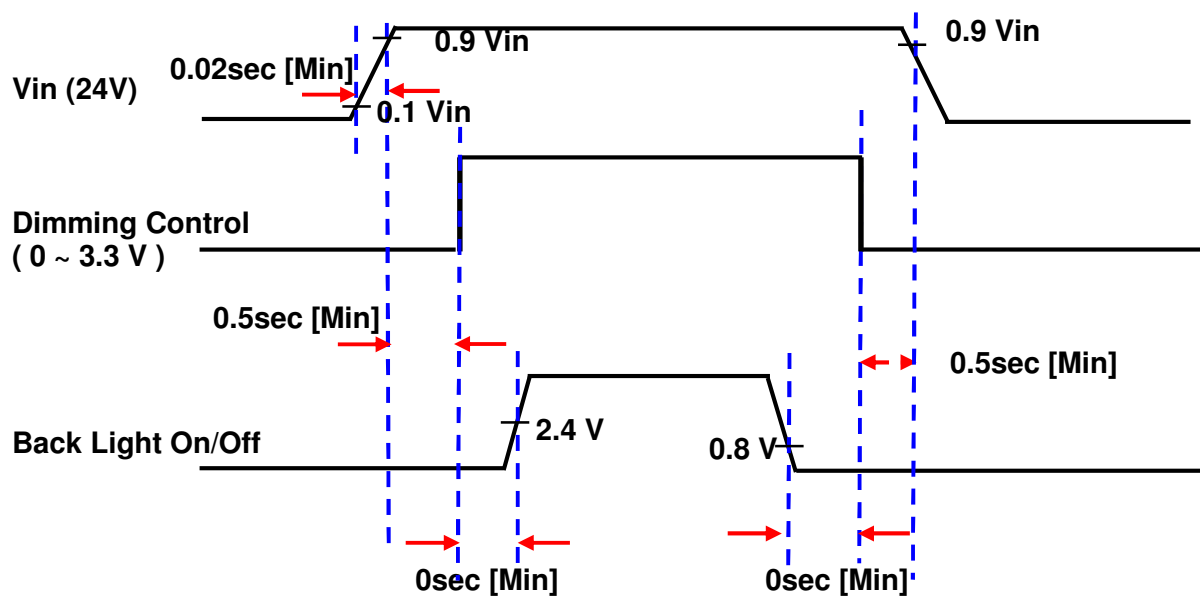 0.9 Vin
0.9 Vin
0.02sec [Min]
Vin (24V)
0.1 Vin
Dimming Control
( 0 ~ 3.3 V )
0.5sec [Min]
0.5sec [Min]
2.4 V
Back Light On/Off
0.8 V
0sec [Min]
0sec [Min]